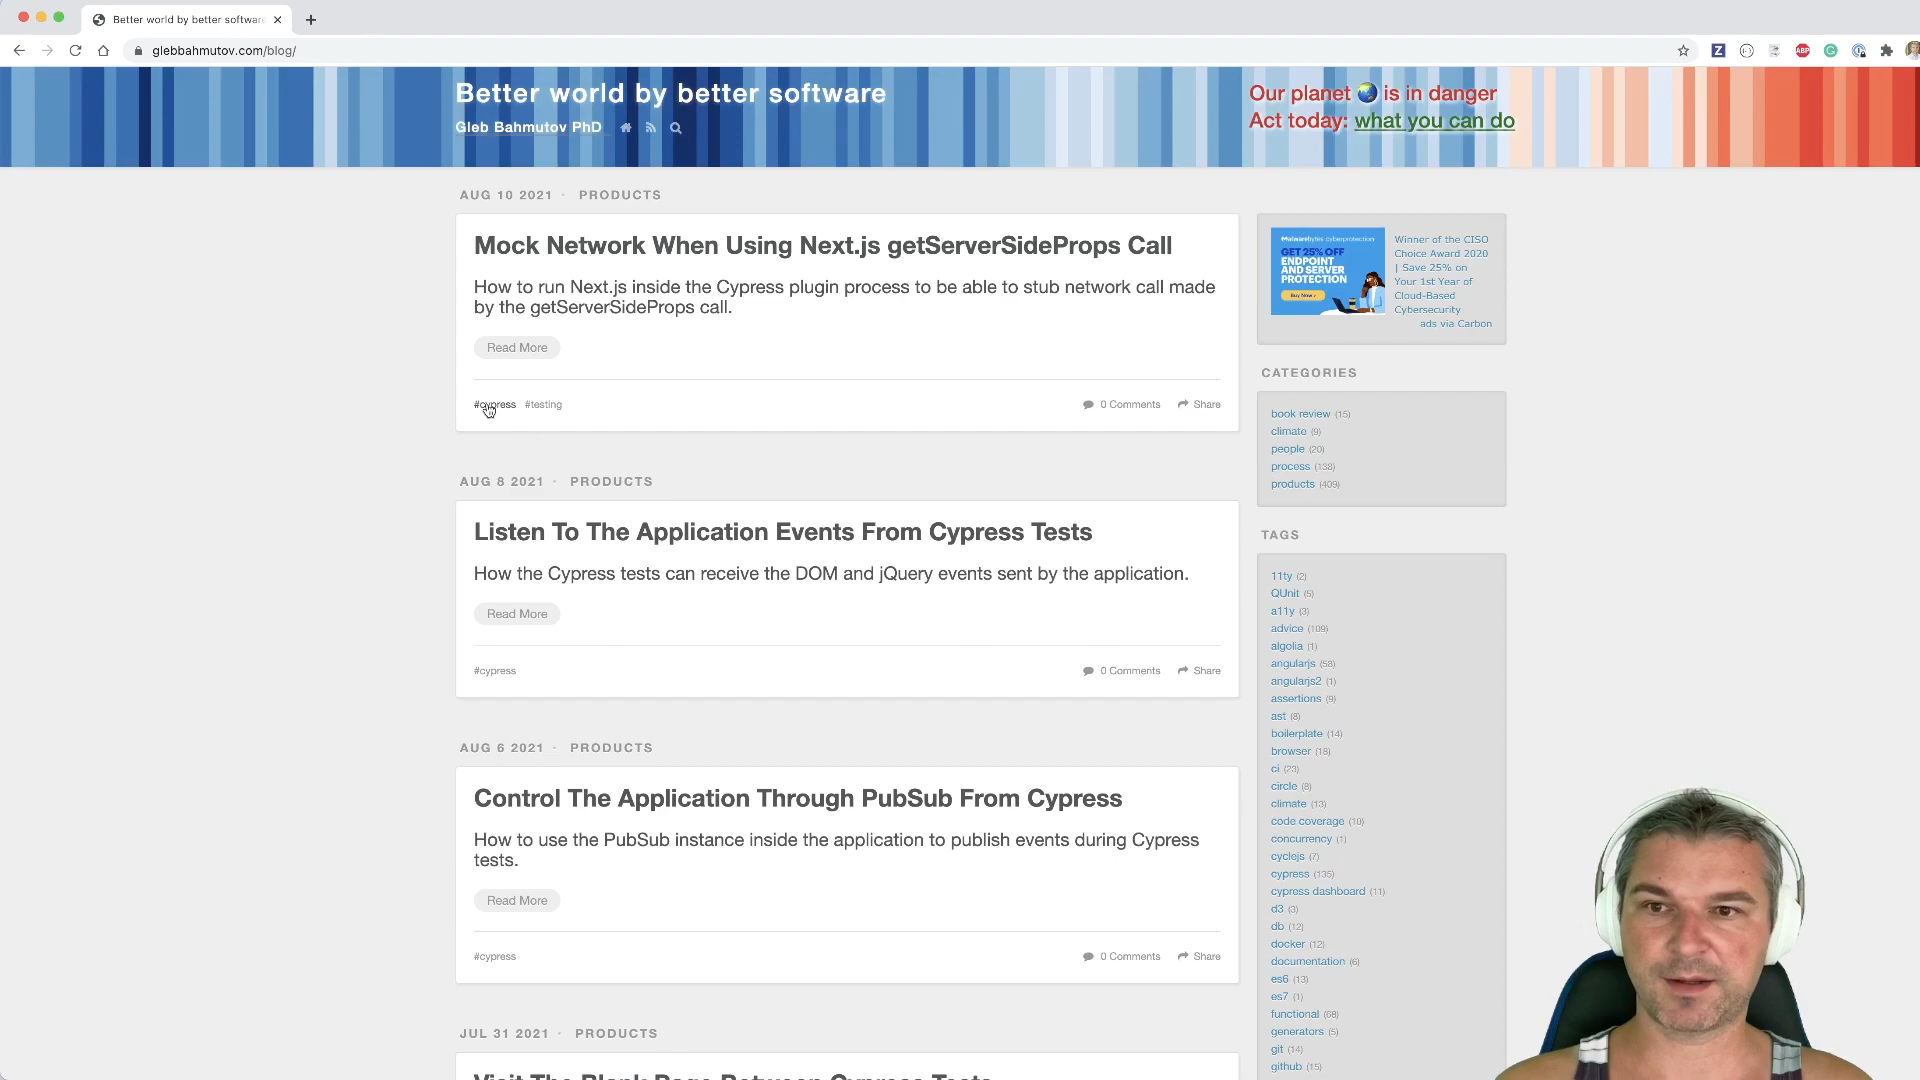 Better world by better software
glebbahmutov.com/blog/
Better world by better software
Gleb Bahmutov PhD
Our planet 🌏 is in danger
Act today: what you can do
AUG 10 2021 · PRODUCTS
Mock Network When Using Next.js getServerSideProps Call
How to run Next.js inside the Cypress plugin process to be able to stub network call made
by the getServerSideProps call.
Read More
#cypress #testing
0 Comments Share
AUG 8 2021 · PRODUCTS
Listen To The Application Events From Cypress Tests
How the Cypress tests can receive the DOM and jQuery events sent by the application.
Read More
#cypress
0 Comments Share
AUG 6 2021 · PRODUCTS
Control The Application Through PubSub From Cypress
How to use the PubSub instance inside the application to publish events during Cypress
tests.
Read More
#cypress
0 Comments Share
JUL 31 2021 · PRODUCTS
Visit The Blank Page Between Cypress Tests
Malwarebytes cyberprotection
GET 25% OFF
ENDPOINT
AND SERVER
PROTECTION
Buy Now >
Winner of the CISO
Choice Award 2020
| Save 25% on
Your 1st Year of
Cloud-Based
Cybersecurity
ads via Carbon
CATEGORIES
book review (15)
climate (9)
people (20)
process (138)
products (409)
TAGS
11ty (2)
QUnit (5)
a11y (3)
advice (109)
algolia (1)
angularjs (58)
angularjs2 (1)
assertions (9)
ast (8)
boilerplate (14)
browser (18)
ci (23)
circle (8)
climate (13)
code coverage (10)
concurrency (1)
cyclejs (7)
cypress (135)
cypress dashboard (11)
d3 (3)
db (12)
docker (12)
documentation (6)
es6 (13)
es7 (1)
functional (68)
generators (5)
git (14)
github (15)